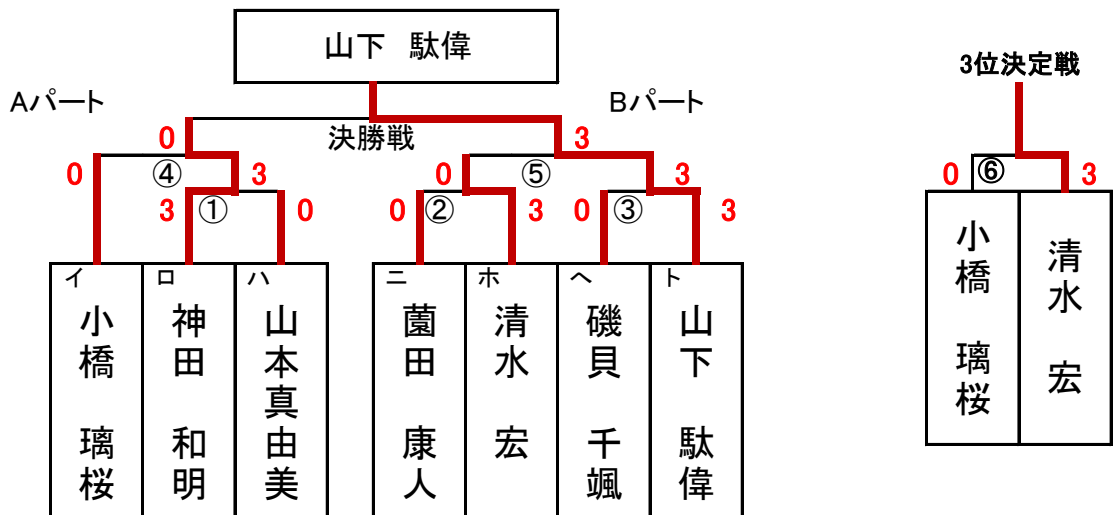 山下 駄偉
3位決定戦
Aパート
Bパート
決勝戦
0
3
0
④
3
0
⑤
3
0
⑥
3
3
①
0
0
②
3
0
③
3
イ
小橋 璃桜
ロ
神田 和明
ハ
山本真由美
ニ
薗田 康人
ホ
清水 宏
ヘ
磯貝 千颯
ト
山下 駄偉
小橋 璃桜
清水 宏